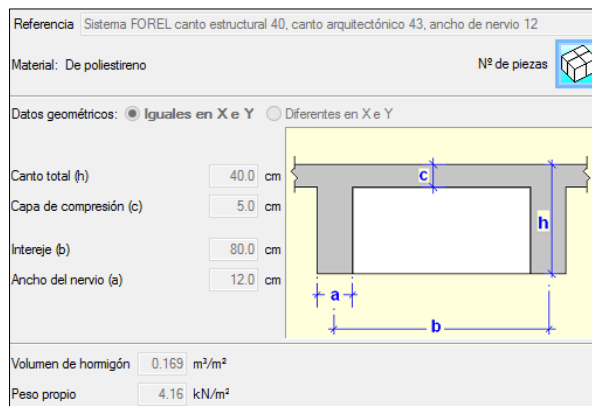 Referencia Sistema FOREL canto estructural 40, canto arquitectónico 43, ancho de nervio 12
Material: De poliestireno Nº de piezas
Datos geométricos: Iguales en X e Y Diferentes en X e Y
Canto total (h) 40.0 cm
Capa de compresión (c) 5.0 cm
Intereje (b) 80.0 cm
Ancho del nervio (a) 12.0 cm
c
h
a
b
Volumen de hormigón 0.169 m³/m²
Peso propio 4.16 kN/m²